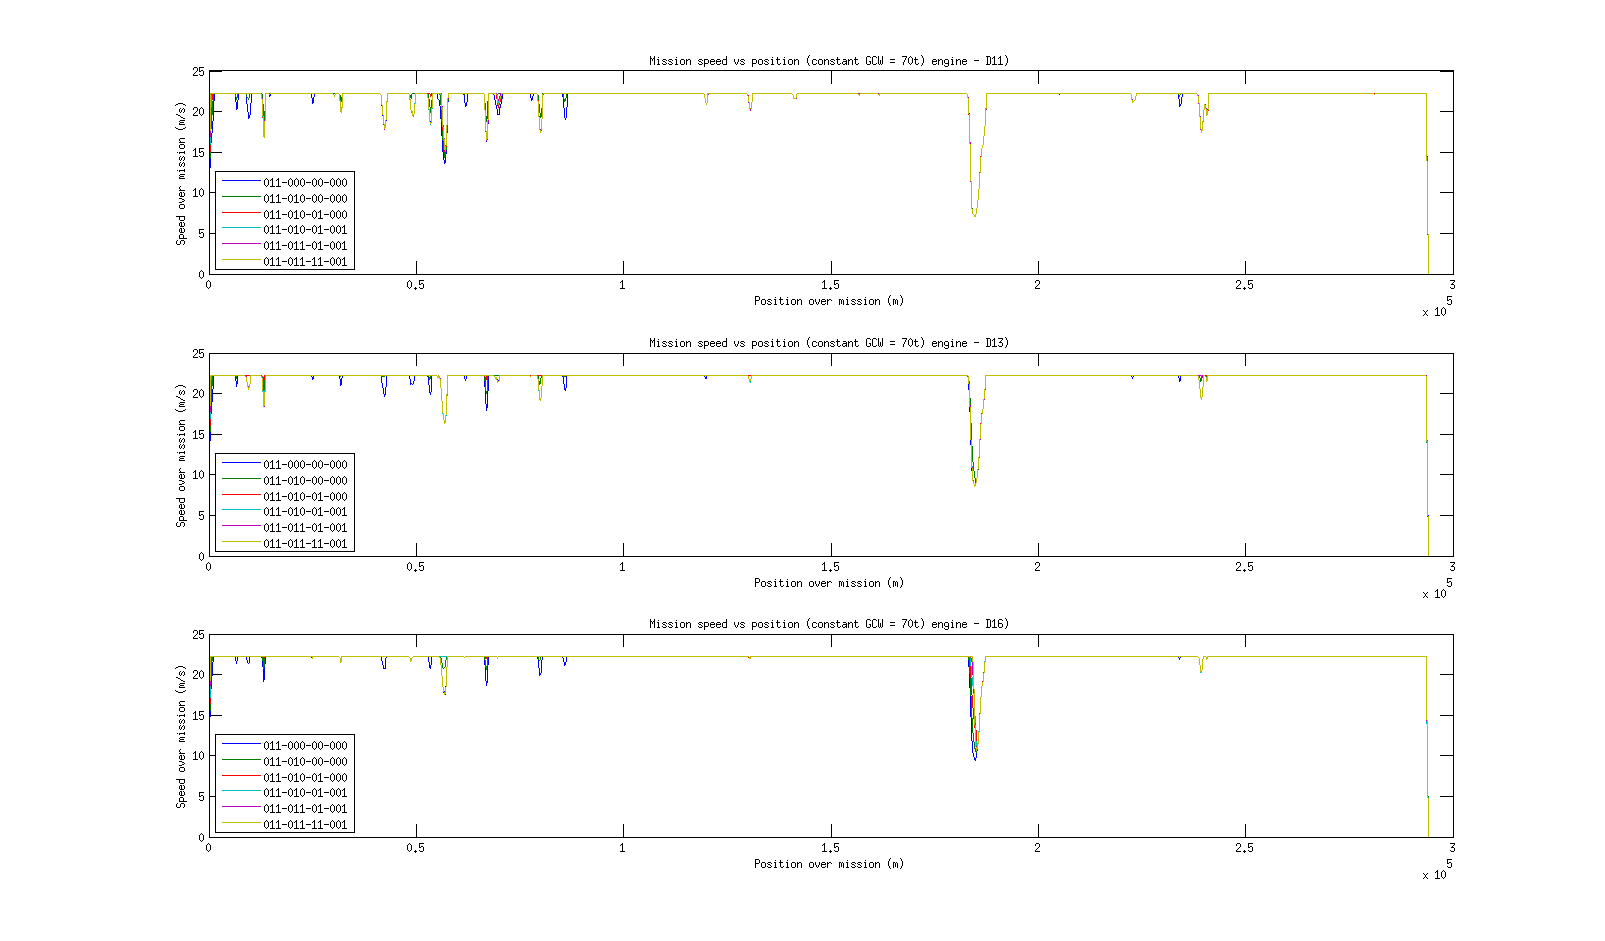 Mission speed vs position (constant GCW = 70t) engine - D11)
25
20
15
10
5
0
Speed over mission (m/s)
011-000-00-000
011-010-00-000
011-010-01-000
011-010-01-001
011-011-01-001
011-011-11-001
0 0.5 1 1.5 2 2.5 3
Position over mission (m)
x 10^5
Mission speed vs position (constant GCW = 70t) engine - D13)
25
20
15
10
5
0
Speed over mission (m/s)
011-000-00-000
011-010-00-000
011-010-01-000
011-010-01-001
011-011-01-001
011-011-11-001
0 0.5 1 1.5 2 2.5 3
Position over mission (m)
x 10^5
Mission speed vs position (constant GCW = 70t) engine - D16)
25
20
15
10
5
0
Speed over mission (m/s)
011-000-00-000
011-010-00-000
011-010-01-000
011-010-01-001
011-011-01-001
011-011-11-001
0 0.5 1 1.5 2 2.5 3
Position over mission (m)
x 10^5